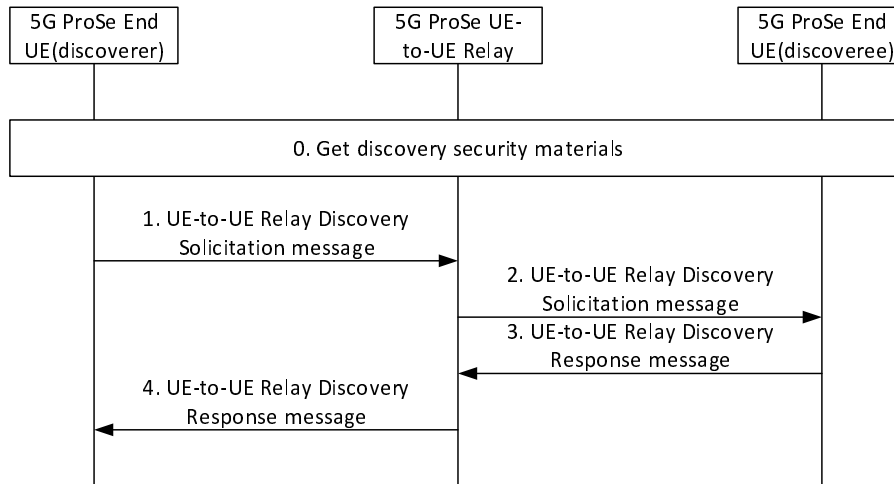 5G ProSe End
UE(discoverer)
5G ProSe UE-
to-UE Relay
5G ProSe End
UE(discoveree)
0. Get discovery security materials
1. UE-to-UE Relay Discovery
Solicitation message
2. UE-to-UE Relay Discovery
Solicitation message
3. UE-to-UE Relay Discovery
Response message
4. UE-to-UE Relay Discovery
Response message